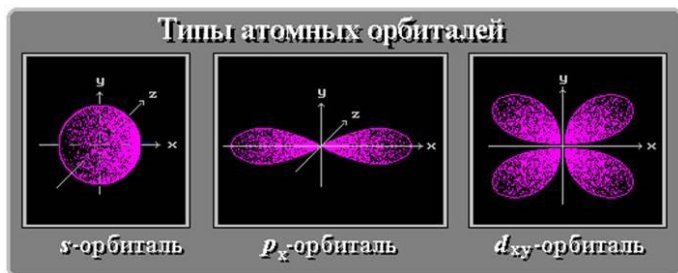 Типы атомных орбиталей
y
z
x
y
z
x
y
x
s-орбиталь
pₓ-орбиталь
dxy-орбиталь